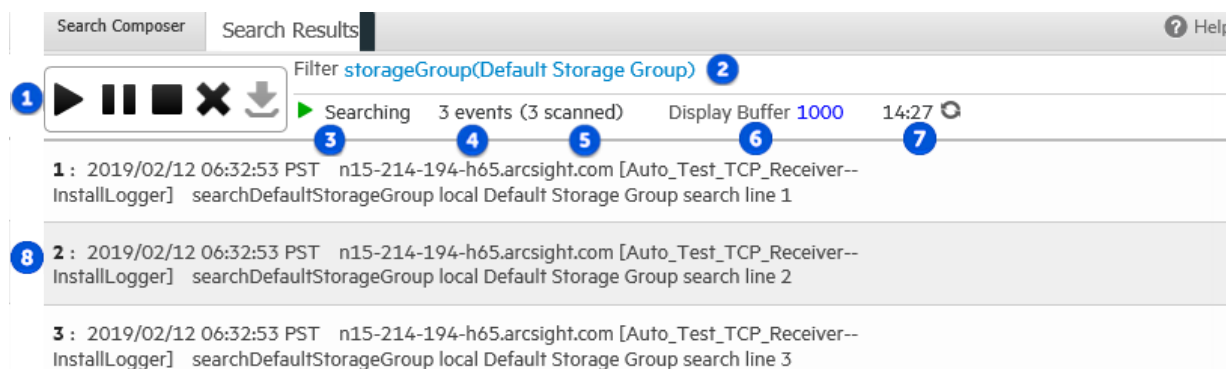 Search Composer Search Results Help
Filter storageGroup(Default Storage Group) 2
1
Searching 3 events (3 scanned) Display Buffer 1000 14:27
3 4 5 6 7
1 : 2019/02/12 06:32:53 PST n15-214-194-h65.arcsight.com [Auto_Test_TCP_Receiver--
InstallLogger] searchDefaultStorageGroup local Default Storage Group search line 1
8
2 : 2019/02/12 06:32:53 PST n15-214-194-h65.arcsight.com [Auto_Test_TCP_Receiver--
InstallLogger] searchDefaultStorageGroup local Default Storage Group search line 2
3 : 2019/02/12 06:32:53 PST n15-214-194-h65.arcsight.com [Auto_Test_TCP_Receiver--
InstallLogger] searchDefaultStorageGroup local Default Storage Group search line 3